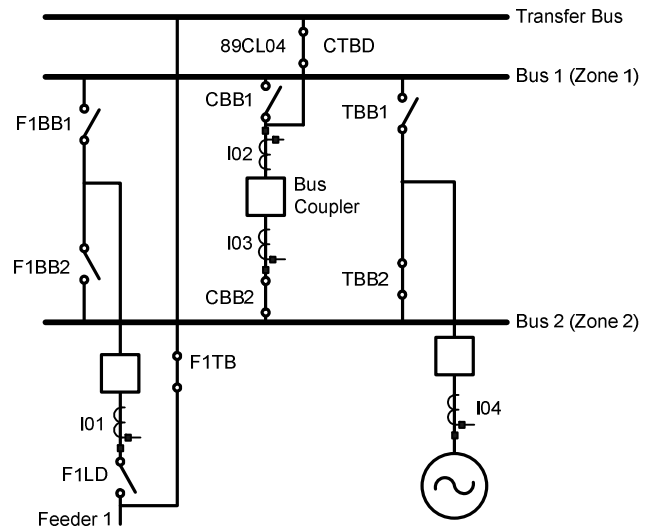 Transfer Bus
89CL04 CTBD
Bus 1 (Zone 1)
CBB1
F1BB1
TBB1
I02
Bus
Coupler
I03
F1BB2
TBB2
CBB2
Bus 2 (Zone 2)
F1TB
I01
I04
F1LD
Feeder 1